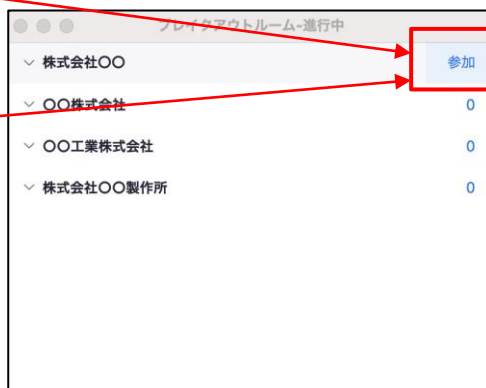 ブレイクアウトルーム-進行中
株式会社〇〇 参加
〇〇株式会社 0
〇〇工業株式会社 0
株式会社〇〇製作所 0